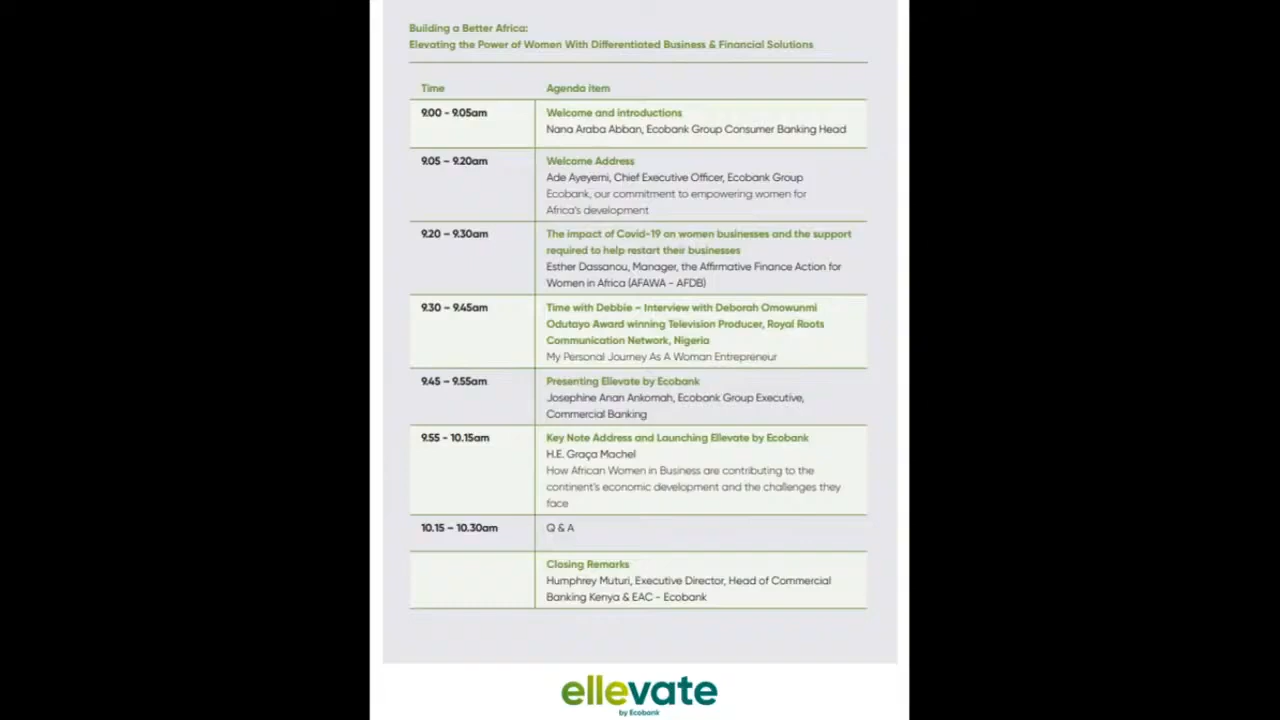 Building a Better Africa:
Elevating the Power of Women With Differentiated Business & Financial Solutions
Time Agenda item
9.00 - 9.05am Welcome and introductions
Nana Araba Abban, Ecobank Group Consumer Banking Head
9.05 – 9.20am Welcome Address
Ade Ayeyemi, Chief Executive Officer, Ecobank Group
Ecobank, our commitment to empowering women for
Africa's development
9.20 – 9.30am The impact of Covid-19 on women businesses and the support
required to help restart their businesses
Esther Dassanou, Manager, the Affirmative Finance Action for
Women in Africa (AFAWA - AFDB)
9.30 – 9.45am Time with Debbie – Interview with Deborah Omowunmi
Odutayo Award winning Television Producer, Royal Roots
Communication Network, Nigeria
My Personal Journey As A Woman Entrepreneur
9.45 – 9.55am Presenting Ellevate by Ecobank
Josephine Anan Ankomah, Ecobank Group Executive,
Commercial Banking
9.55 - 10.15am Key Note Address and Launching Ellevate by Ecobank
H.E. Graça Machel
How African Women in Business are contributing to the
continent's economic development and the challenges they
face
10.15 – 10.30am Q & A
Closing Remarks
Humphrey Muturi, Executive Director, Head of Commercial
Banking Kenya & EAC - Ecobank
ellevate
by Ecobank